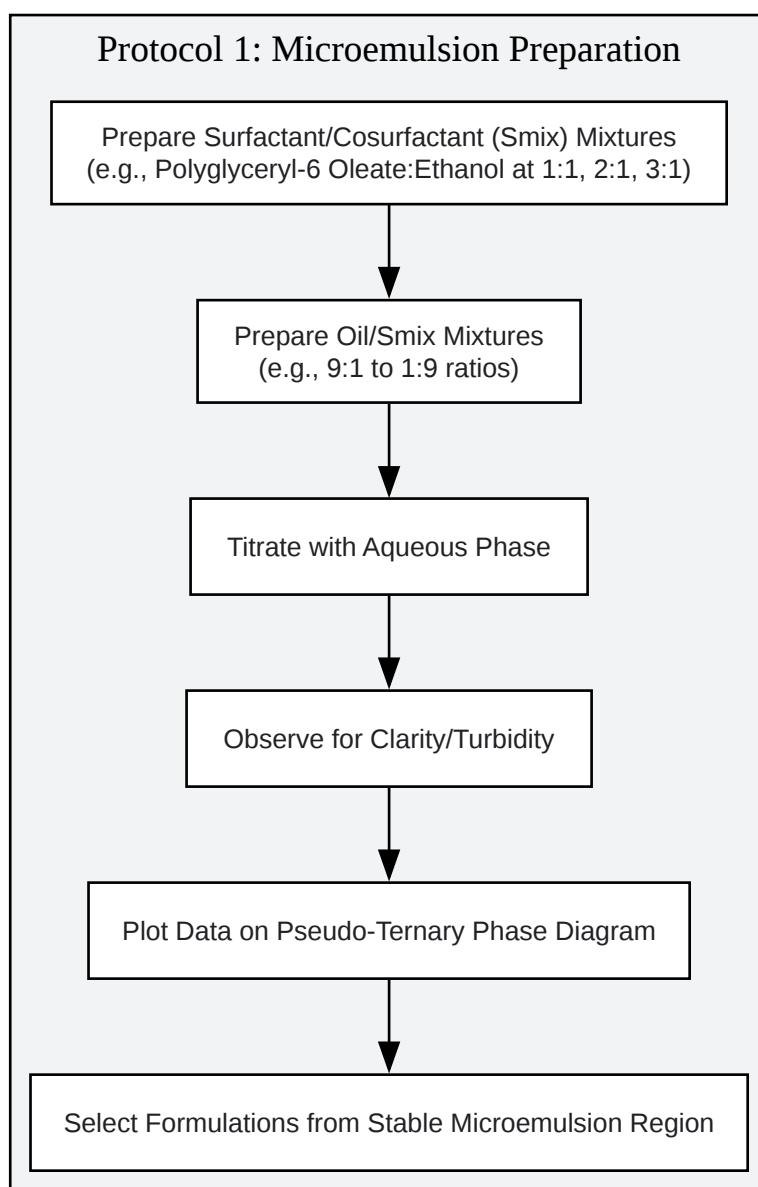 Protocol 1: Microemulsion Preparation
Prepare Surfactant/Cosurfactant (Smix) Mixtures
(e.g., Polyglyceryl-6 Oleate:Ethanol at 1:1, 2:1, 3:1)
Prepare Oil/Smix Mixtures
(e.g., 9:1 to 1:9 ratios)
Titrate with Aqueous Phase
Observe for Clarity/Turbidity
Plot Data on Pseudo-Ternary Phase Diagram
Select Formulations from Stable Microemulsion Region